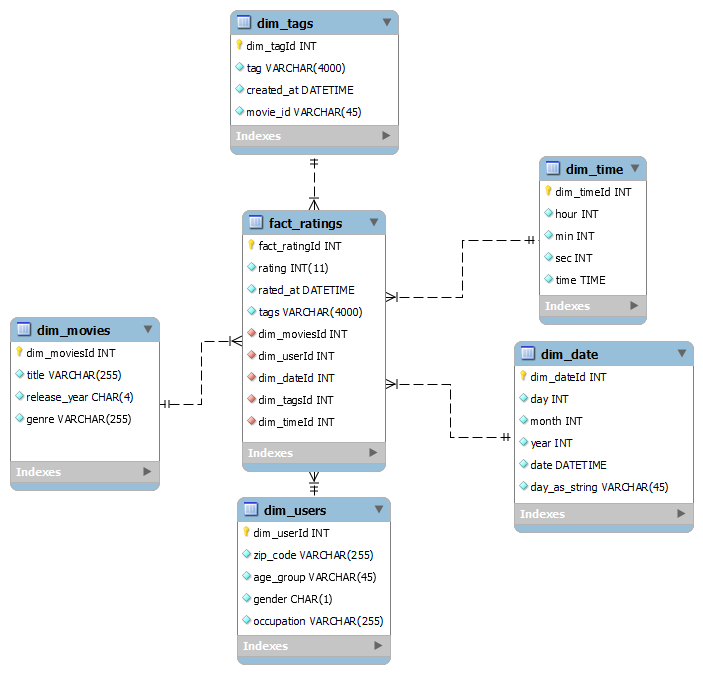 dim_tags
dim_tagId INT
tag VARCHAR(4000)
created_at DATETIME
movie_id VARCHAR(45)
Indexes
dim_time
dim_timeId INT
hour INT
min INT
sec INT
time TIME
Indexes
fact_ratings
fact_ratingId INT
rating INT(11)
rated_at DATETIME
tags VARCHAR(4000)
dim_moviesId INT
dim_userId INT
dim_dateId INT
dim_tagsId INT
dim_timeId INT
Indexes
dim_movies
dim_moviesId INT
title VARCHAR(255)
release_year CHAR(4)
genre VARCHAR(255)
Indexes
dim_date
dim_dateId INT
day INT
month INT
year INT
date DATETIME
day_as_string VARCHAR(45)
Indexes
dim_users
dim_userId INT
zip_code VARCHAR(255)
age_group VARCHAR(45)
gender CHAR(1)
occupation VARCHAR(255)
Indexes